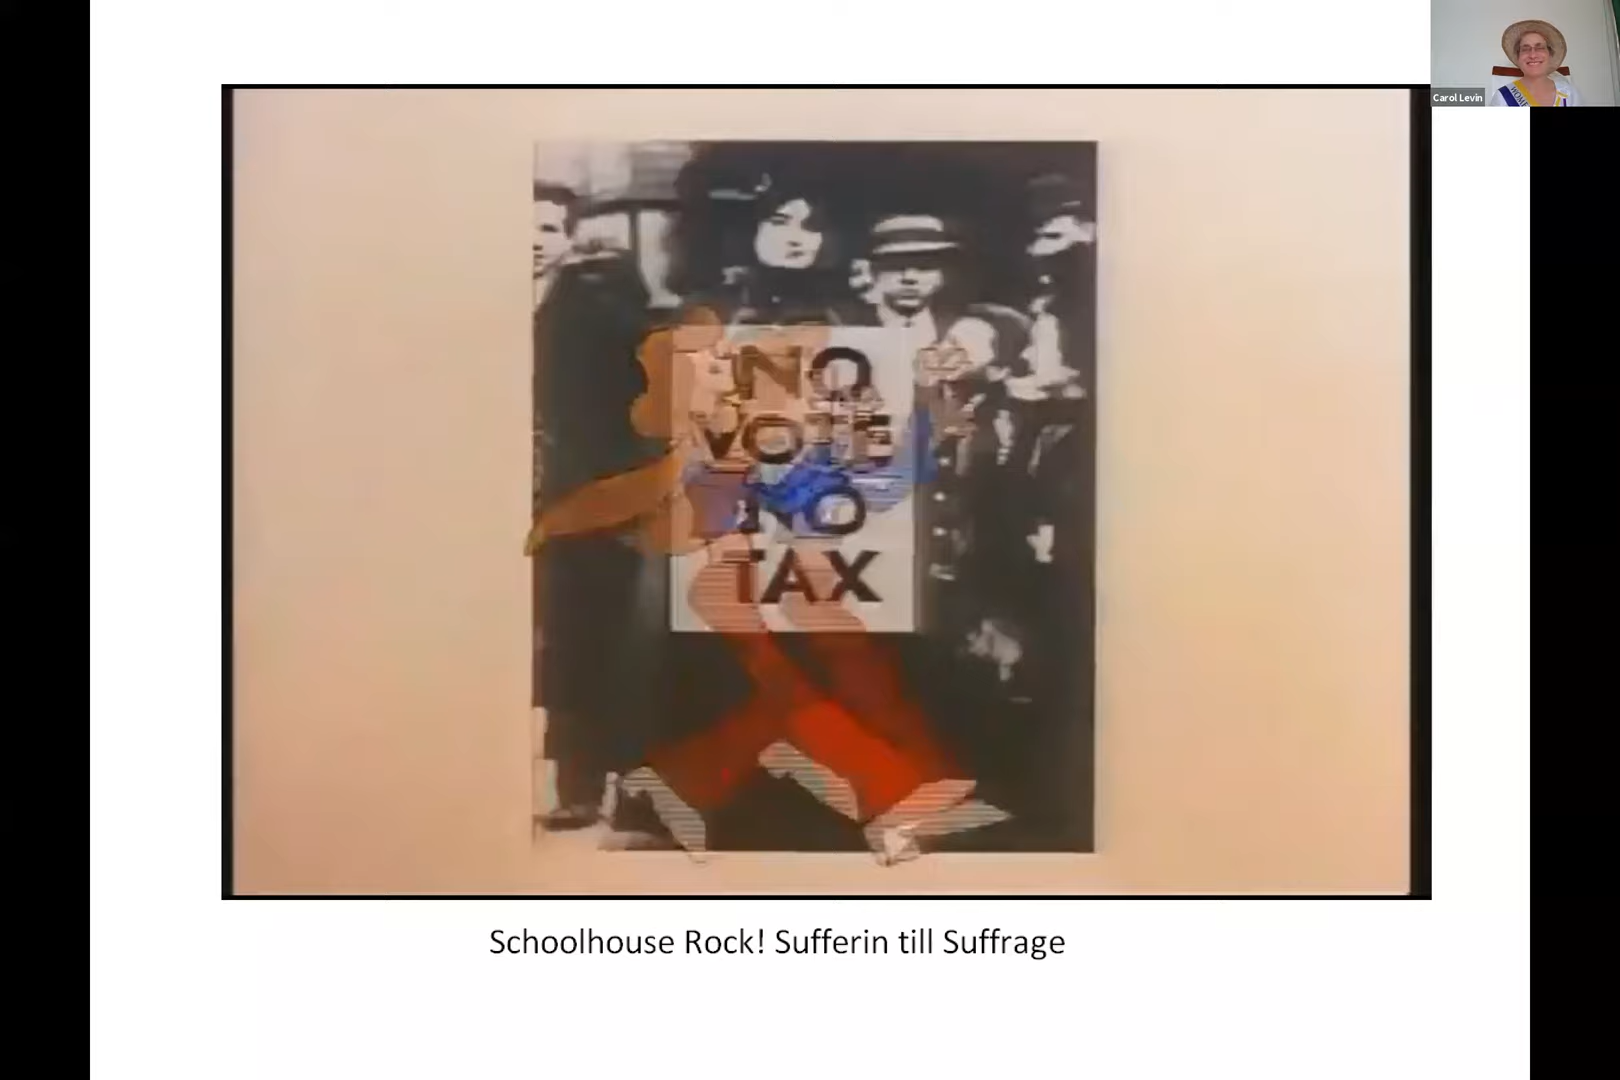 Carol Levin
NO
VOTE
NO
TAX
Schoolhouse Rock! Sufferin till Suffrage